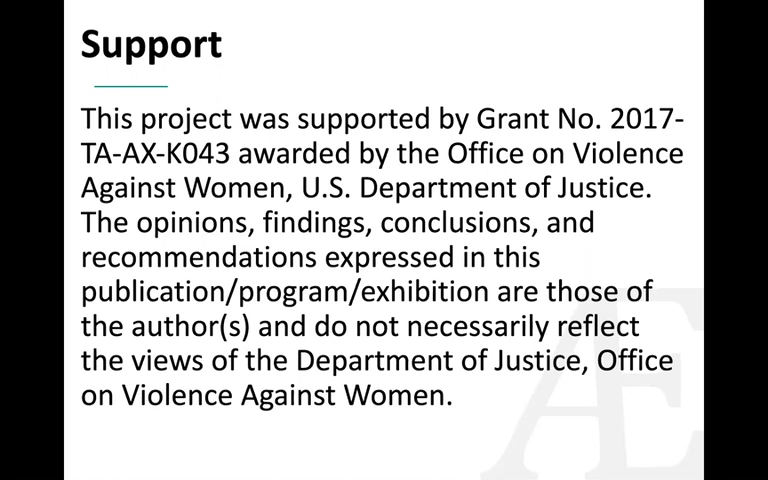 Support
This project was supported by Grant No. 2017-
TA-AX-K043 awarded by the Office on Violence
Against Women, U.S. Department of Justice.
The opinions, findings, conclusions, and
recommendations expressed in this
publication/program/exhibition are those of
the author(s) and do not necessarily reflect
the views of the Department of Justice, Office
on Violence Against Women.
Æ